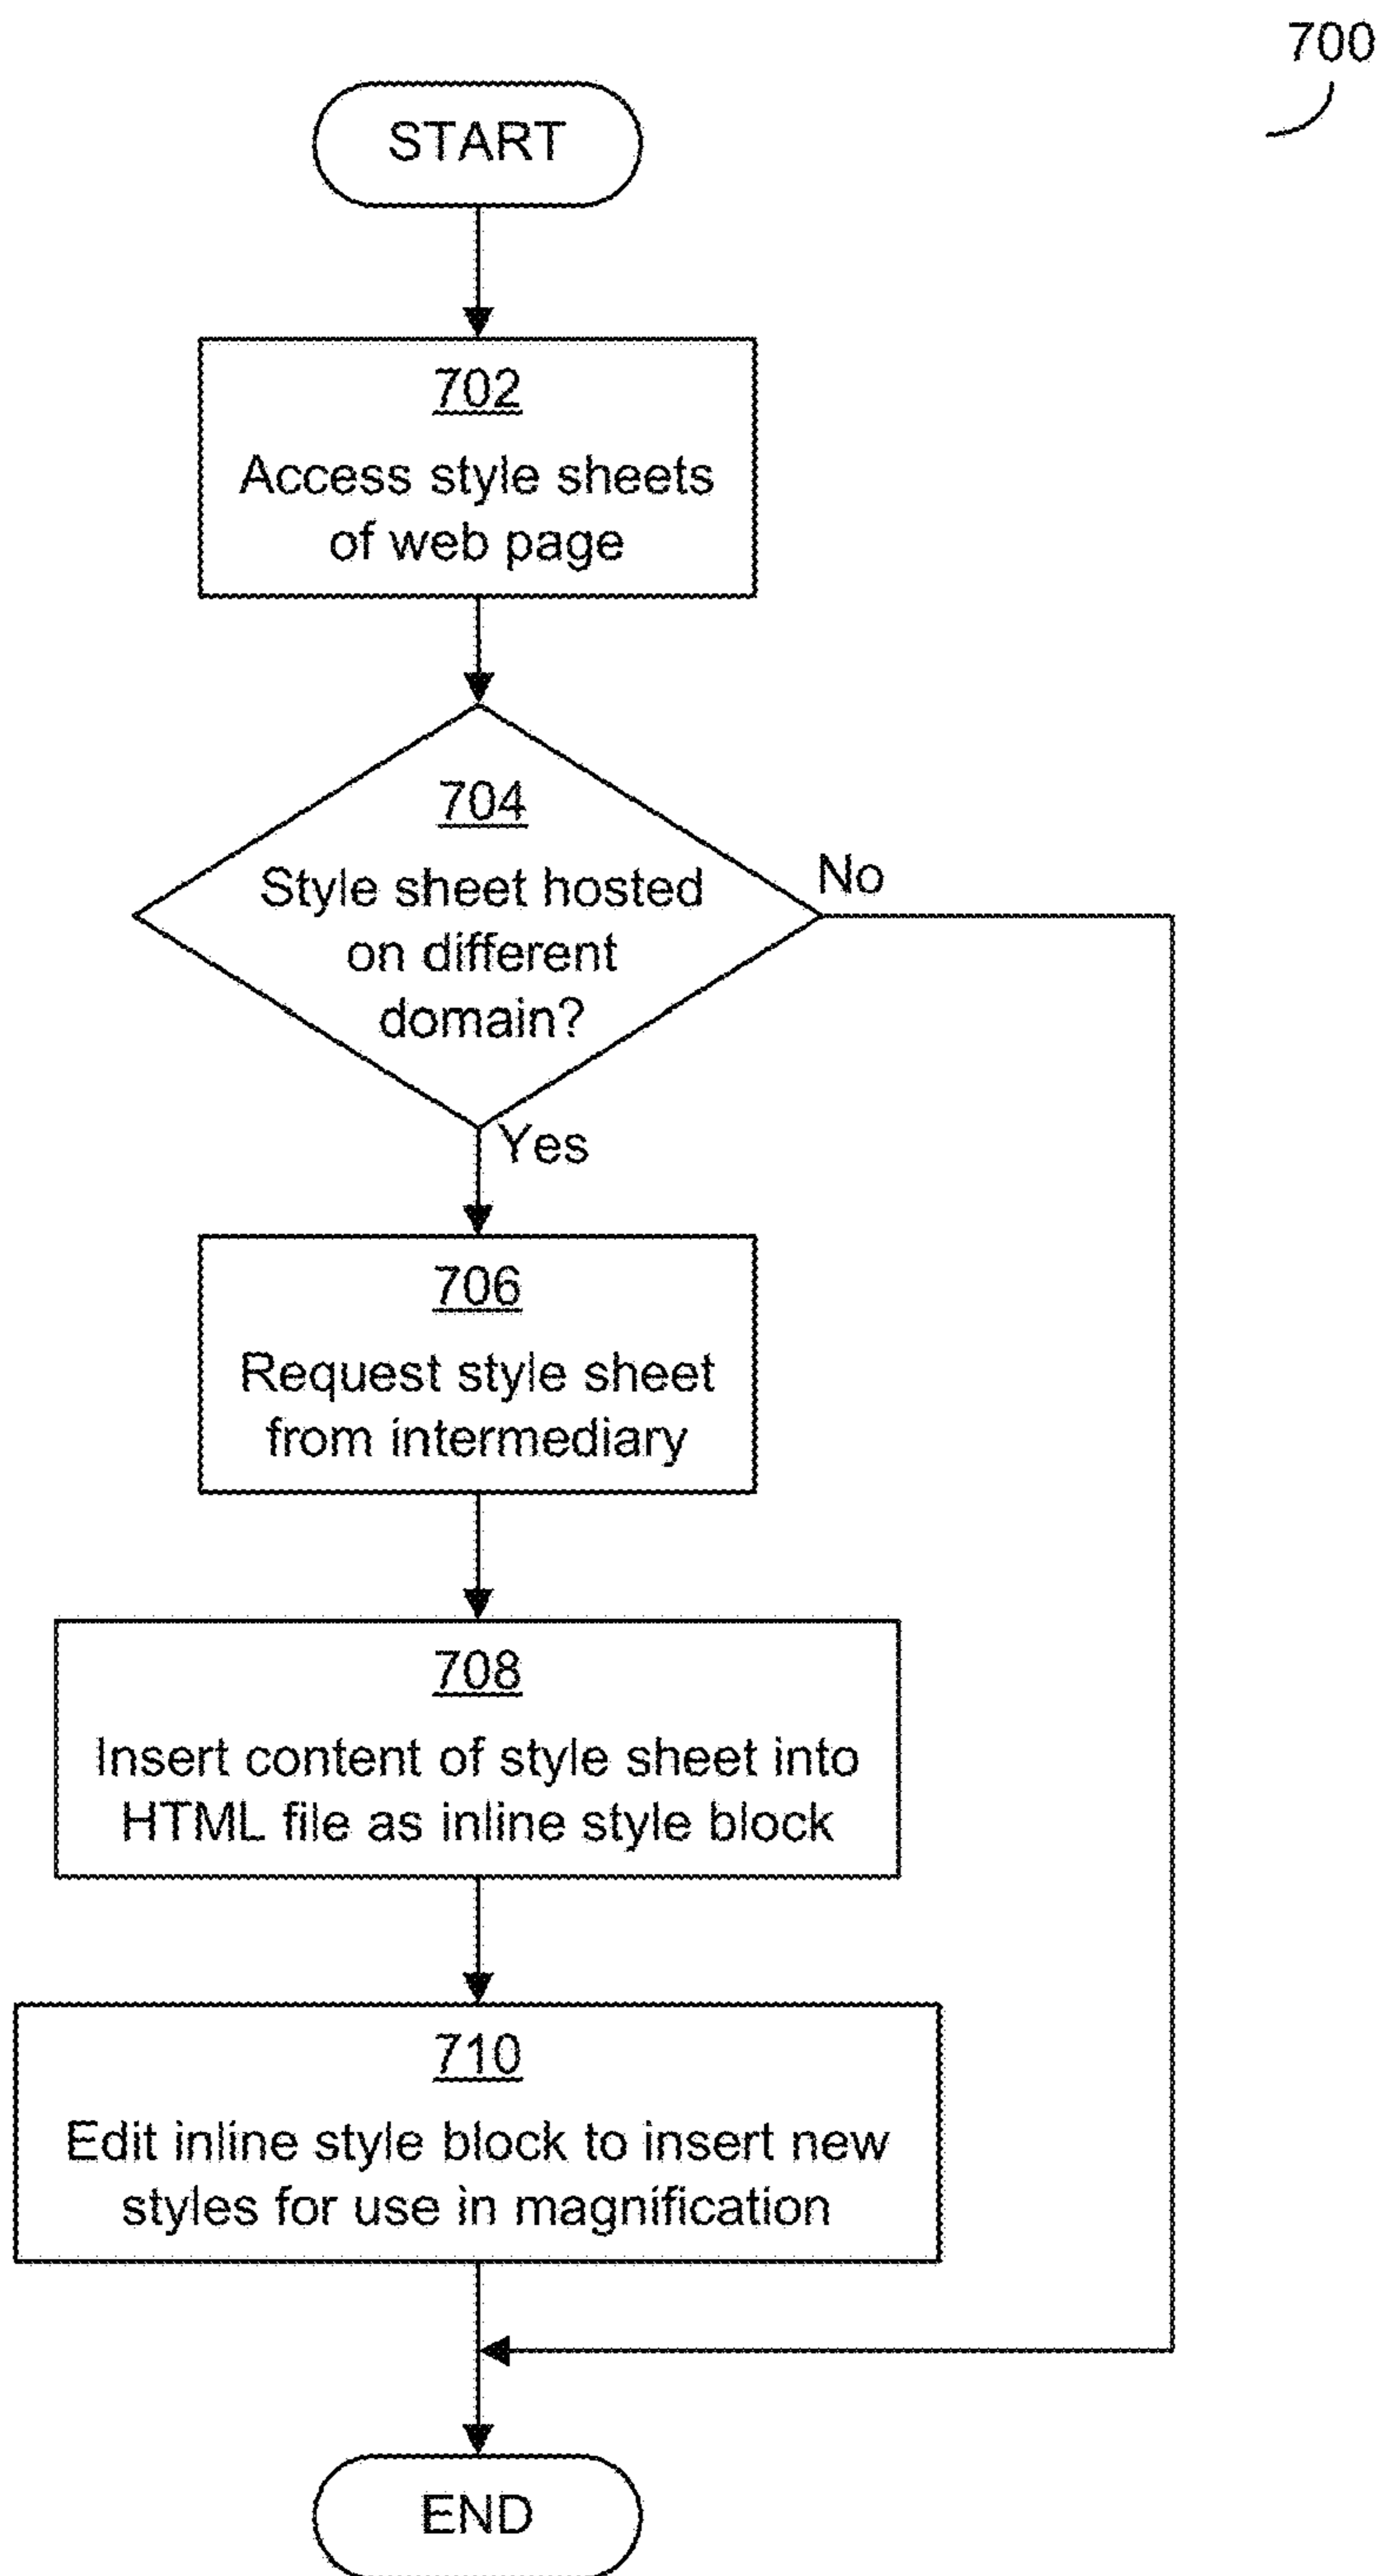 700
START
702
Access style sheets
of web page
704
Style sheet hosted
on different
domain?
No
Yes
706
Request style sheet
from intermediary
708
Insert content of style sheet into
HTML file as inline style block
710
Edit inline style block to insert new
styles for use in magnification
END